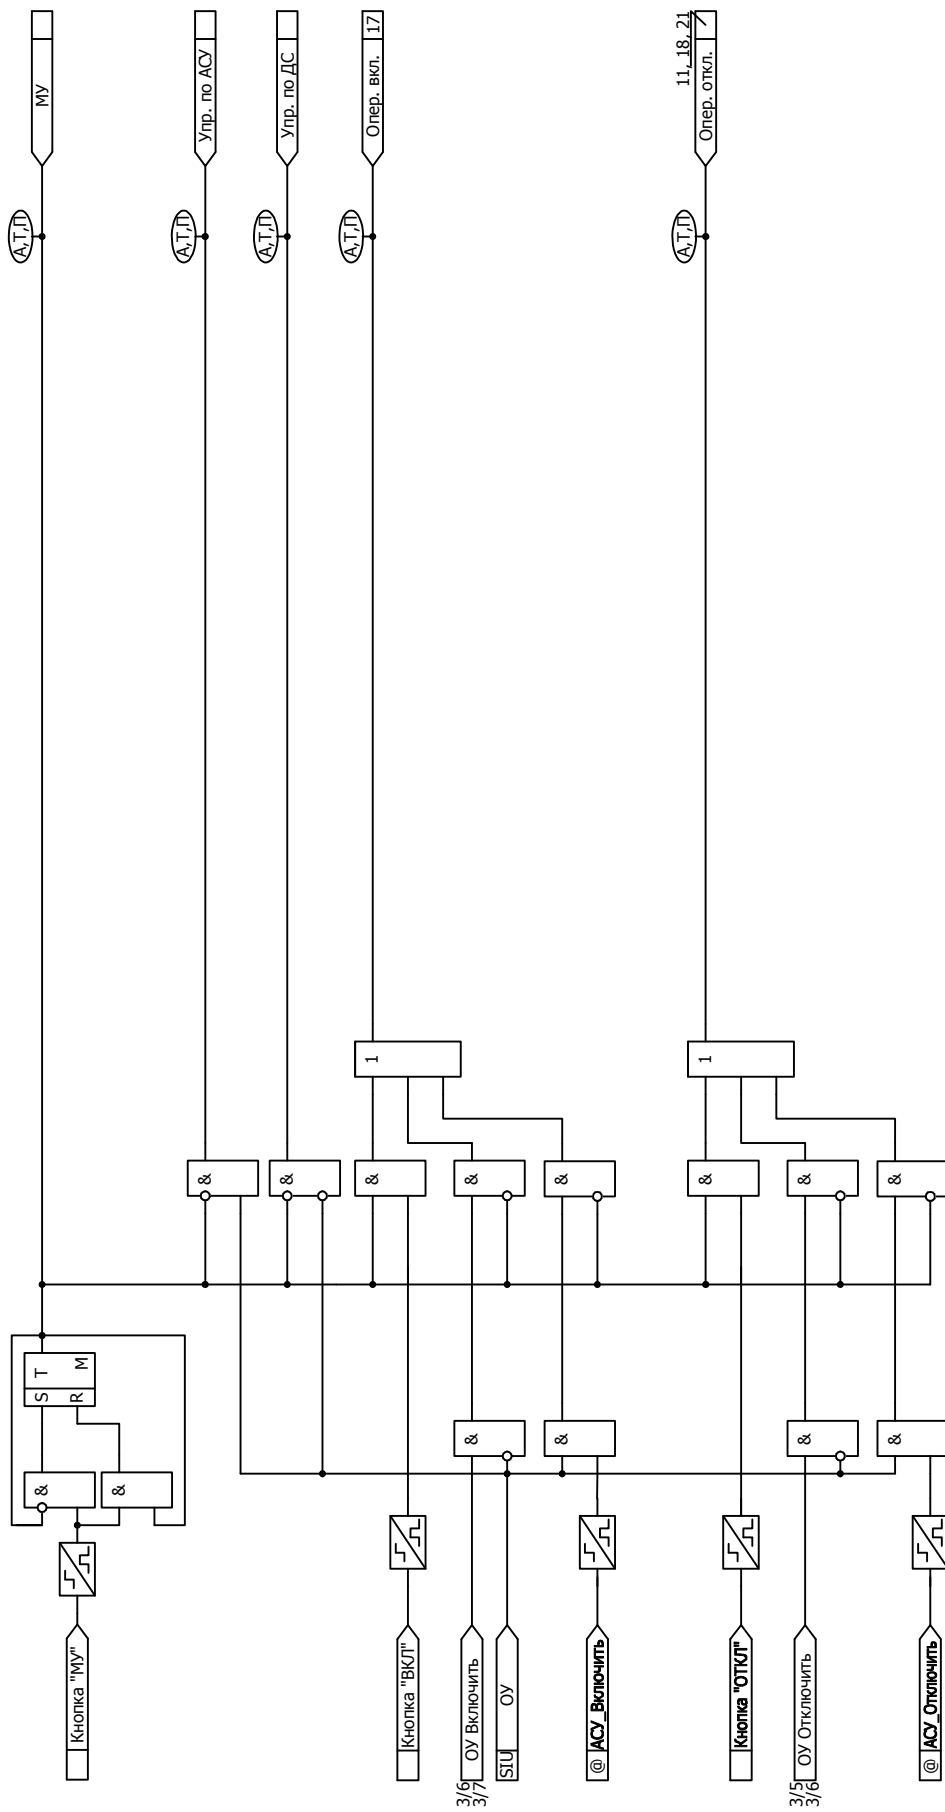 МУ
Упр. по АСУ
Упр. по ДС
Опер. вкл. 17
Опер. откл.
11, 18, 21
А,Т,П
А,Т,П
А,Т,П
А,Т,П
А,Т,П
1
1
&
&
&
&
&
&
&
&
S T M
R
&
&
&
&
&
&
Кнопка "МУ"
Кнопка "ВКЛ"
ОУ Включить
3/6
3/7
SIU ОУ
@ АСУ_Включить
Кнопка "ОТКЛ"
ОУ Отключить
3/5
3/6
@ АСУ_Отключить